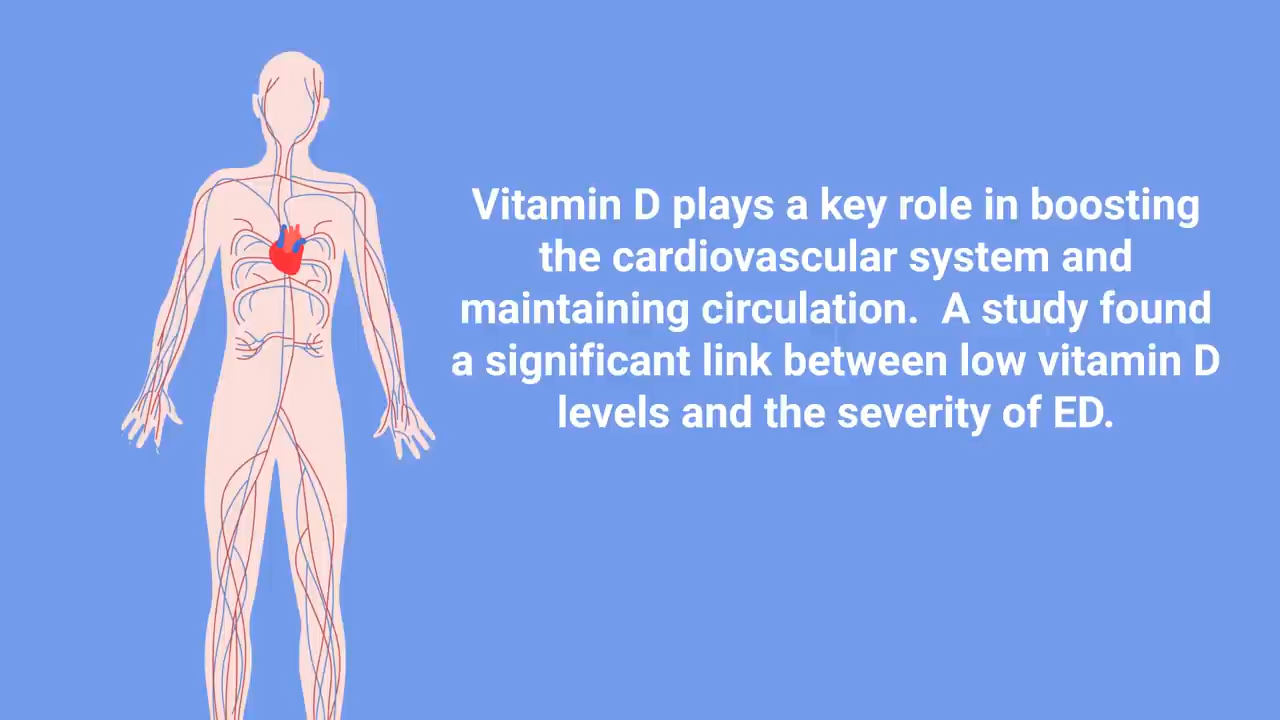 Vitamin D plays a key role in boosting
the cardiovascular system and
maintaining circulation.  A study found
a significant link between low vitamin D
levels and the severity of ED.